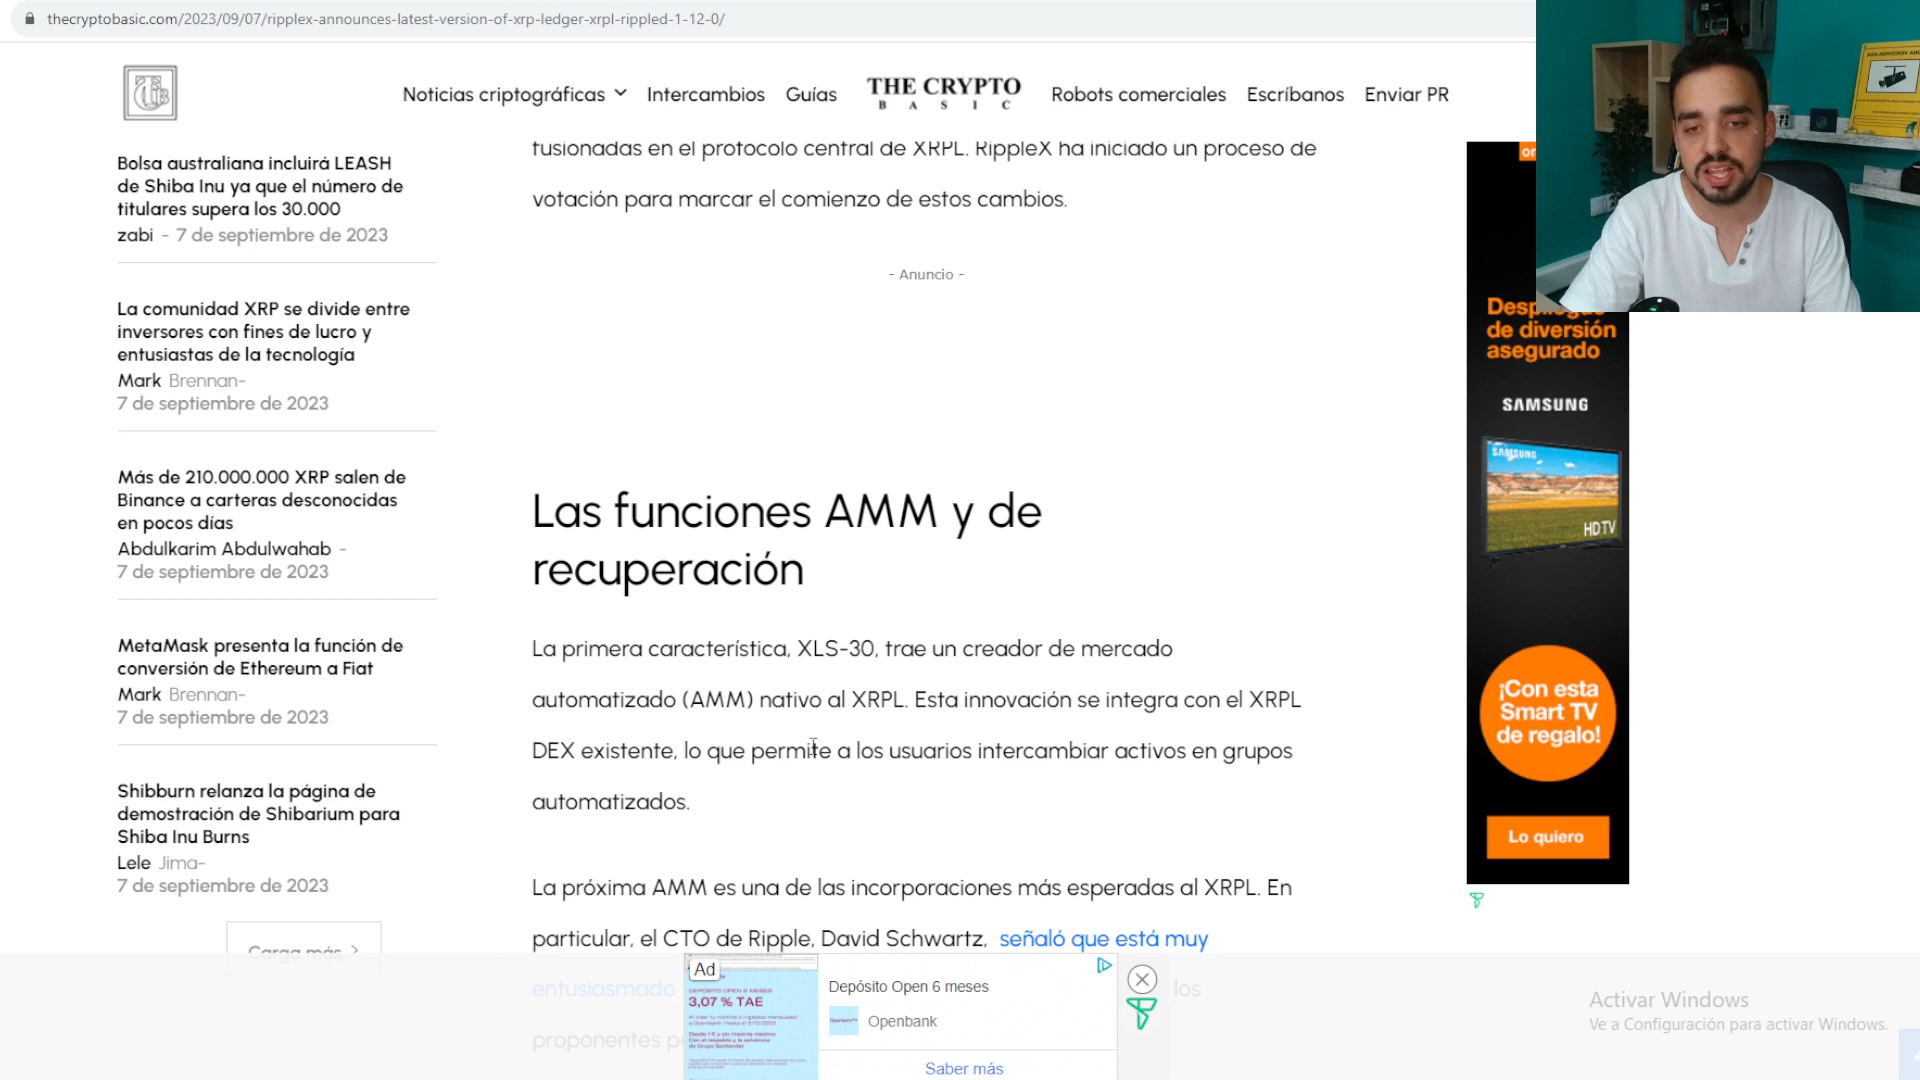 thecryptobasic.com/2023/09/07/ripplex-announces-latest-version-of-xrp-ledger-xrpl-rippled-1-12-0/
Noticias criptográficas
Intercambios
Guías
THE CRYPTO
BASIC
Robots comerciales
Escríbanos
Enviar PR
Bolsa australiana incluirá LEASH
de Shiba Inu ya que el número de
titulares supera los 30.000
zabi - 7 de septiembre de 2023
La comunidad XRP se divide entre
inversores con fines de lucro y
entusiastas de la tecnología
Mark Brennan-
7 de septiembre de 2023
Más de 210.000.000 XRP salen de
Binance a carteras desconocidas
en pocos días
Abdulkarim Abdulwahab -
7 de septiembre de 2023
MetaMask presenta la función de
conversión de Ethereum a Fiat
Mark Brennan-
7 de septiembre de 2023
Shibburn relanza la página de
demostración de Shibarium para
Shiba Inu Burns
Lele Jima-
7 de septiembre de 2023
Carga más
fusionadas en el protocolo central de XRPL. RippleX ha iniciado un proceso de
votación para marcar el comienzo de estos cambios.
- Anuncio -
Las funciones AMM y de
recuperación
La primera característica, XLS-30, trae un creador de mercado
automatizado (AMM) nativo al XRPL. Esta innovación se integra con el XRPL
DEX existente, lo que permite a los usuarios intercambiar activos en grupos
automatizados.
La próxima AMM es una de las incorporaciones más esperadas al XRPL. En
particular, el CTO de Ripple, David Schwartz, señaló que está muy
entusiasmado los
proponentes
Ad
DEPÓSITO OPEN 6 MESES
3,07 % TAE
Depósito Open 6 meses
Openbank
Saber más
de diversión
asegurado
SAMSUNG
SAMSUNG
HD TV
¡Con esta
Smart TV
de regalo!
Lo quiero
Activar Windows
Ve a Configuración para activar Windows.